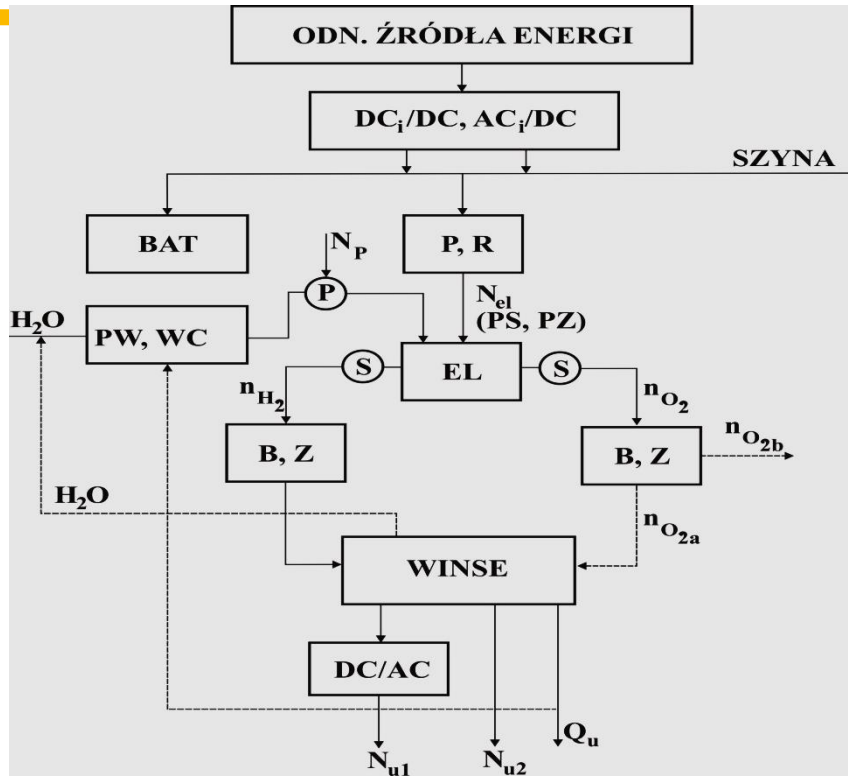 ODN. ŹRÓDŁA ENERGI
DCi/DC, ACi/DC
SZYNA
BAT
P, R
NP
P
Nel
(PS, PZ)
H2O
PW, WC
S
EL
S
nH2
nO2
B, Z
B, Z
nO2b
H2O
nO2a
WINSE
DC/AC
Qu
Nu1
Nu2